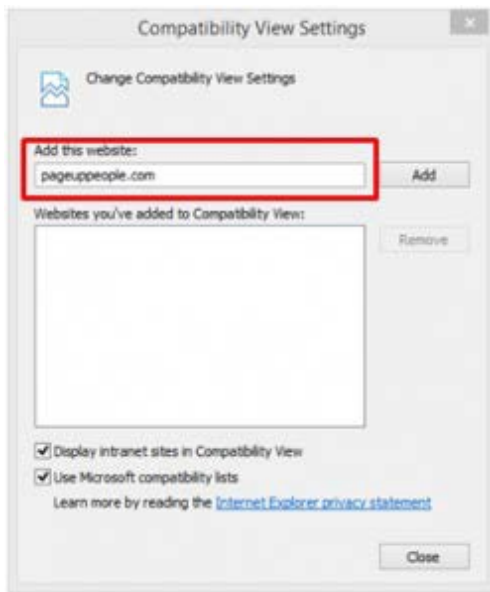 Compatibility View Settings
Change Compatibility View Settings
Add this website:
pageuppeople.com
Add
Websites you've added to Compatibility View:
Remove
Display intranet sites in Compatibility View
Use Microsoft compatibility lists
Learn more by reading the Internet Explorer privacy statement
Close